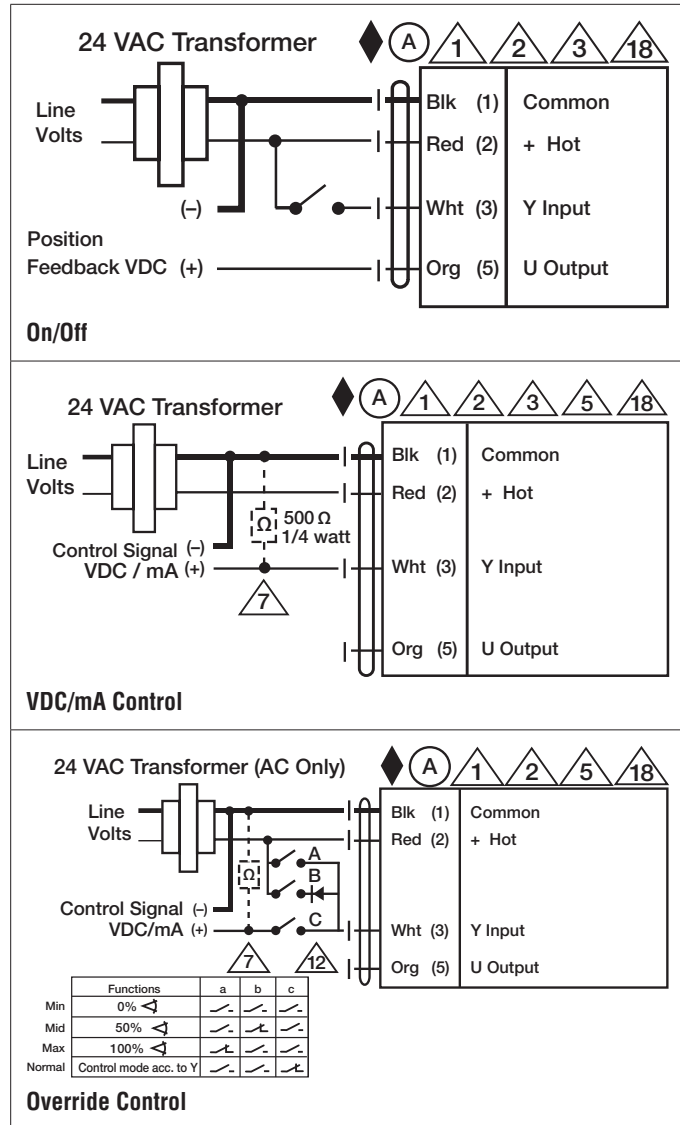 24 VAC Transformer
A 1 2 3 18
Line
Volts
Blk (1) Common
Red (2) + Hot
(–)
Wht (3) Y Input
Position
Feedback VDC (+)
Org (5) U Output
On/Off
24 VAC Transformer
A 1 2 3 5 18
Line
Volts
Blk (1) Common
Red (2) + Hot
Ω 500 Ω
1/4 watt
Control Signal (–)
VDC / mA (+)
Wht (3) Y Input
7
Org (5) U Output
VDC/mA Control
24 VAC Transformer (AC Only)
A 1 2 5 18
Line
Volts
Blk (1) Common
Red (2) + Hot
A
Ω
B
Control Signal (–)
VDC/mA (+)
C
Wht (3) Y Input
7 12
Org (5) U Output
Functions a b c
Min 0%
Mid 50%
Max 100%
Normal Control mode acc. to Y
Override Control